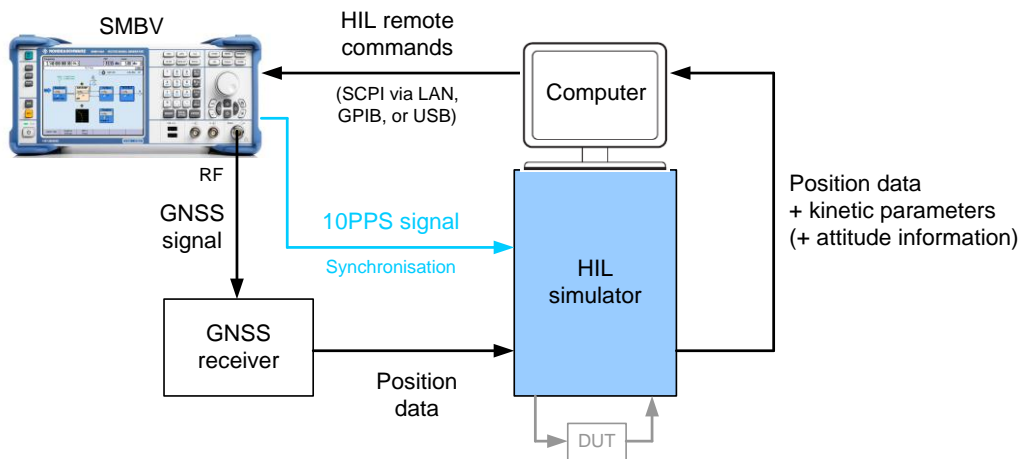 SMBV
HIL remote
commands
(SCPI via LAN,
GPIB, or USB)
Computer
RF
GNSS
signal
10PPS signal
Synchronisation
Position data
+ kinetic parameters
(+ attitude information)
HIL
simulator
GNSS
receiver
Position
data
DUT